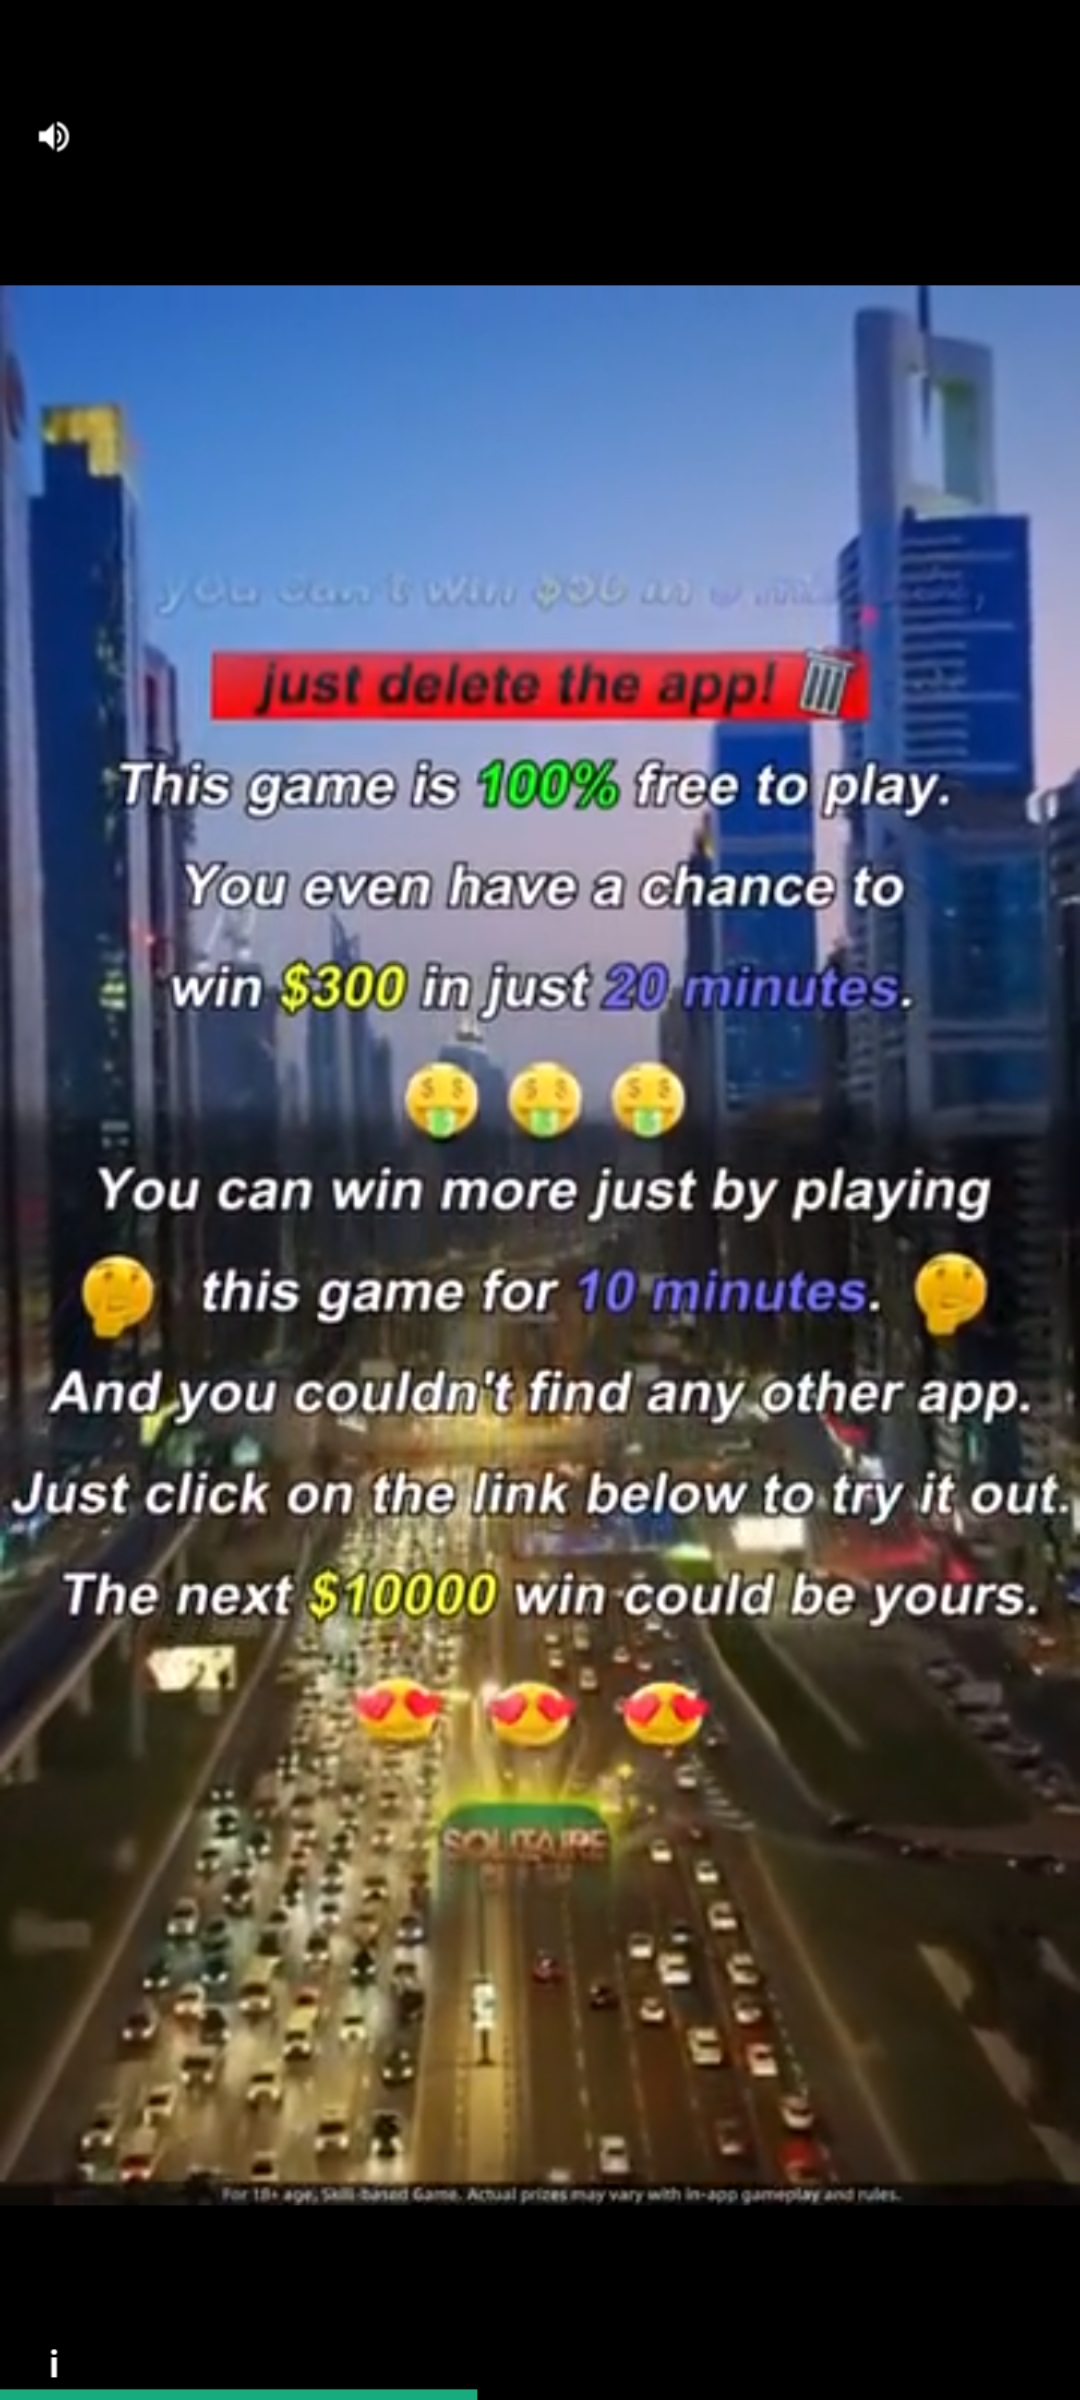 you can't win $90 in
just delete the app!
This game is 100% free to play.
You even have a chance to
win $300 in just 20 minutes.
You can win more just by playing
this game for 10 minutes.
And you couldn't find any other app.
Just click on the link below to try it out.
The next $10000 win could be yours.
SOLITAIRE
For 18+ age, Skill-based Game. Actual prizes may vary with in-app gameplay and rules.
i